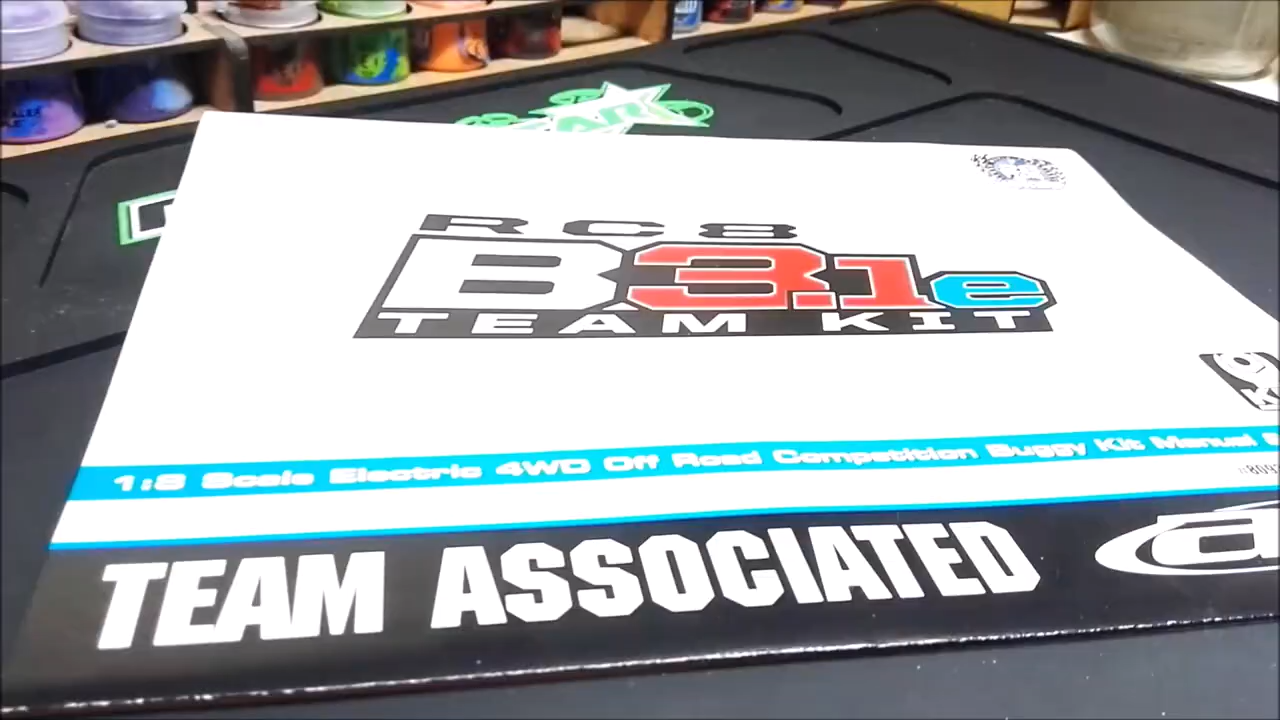 RC8
B3.1e
TEAM KIT
1:8 Scale Electric 4WD Off Road Competition Buggy Kit Manual
TEAM ASSOCIATED